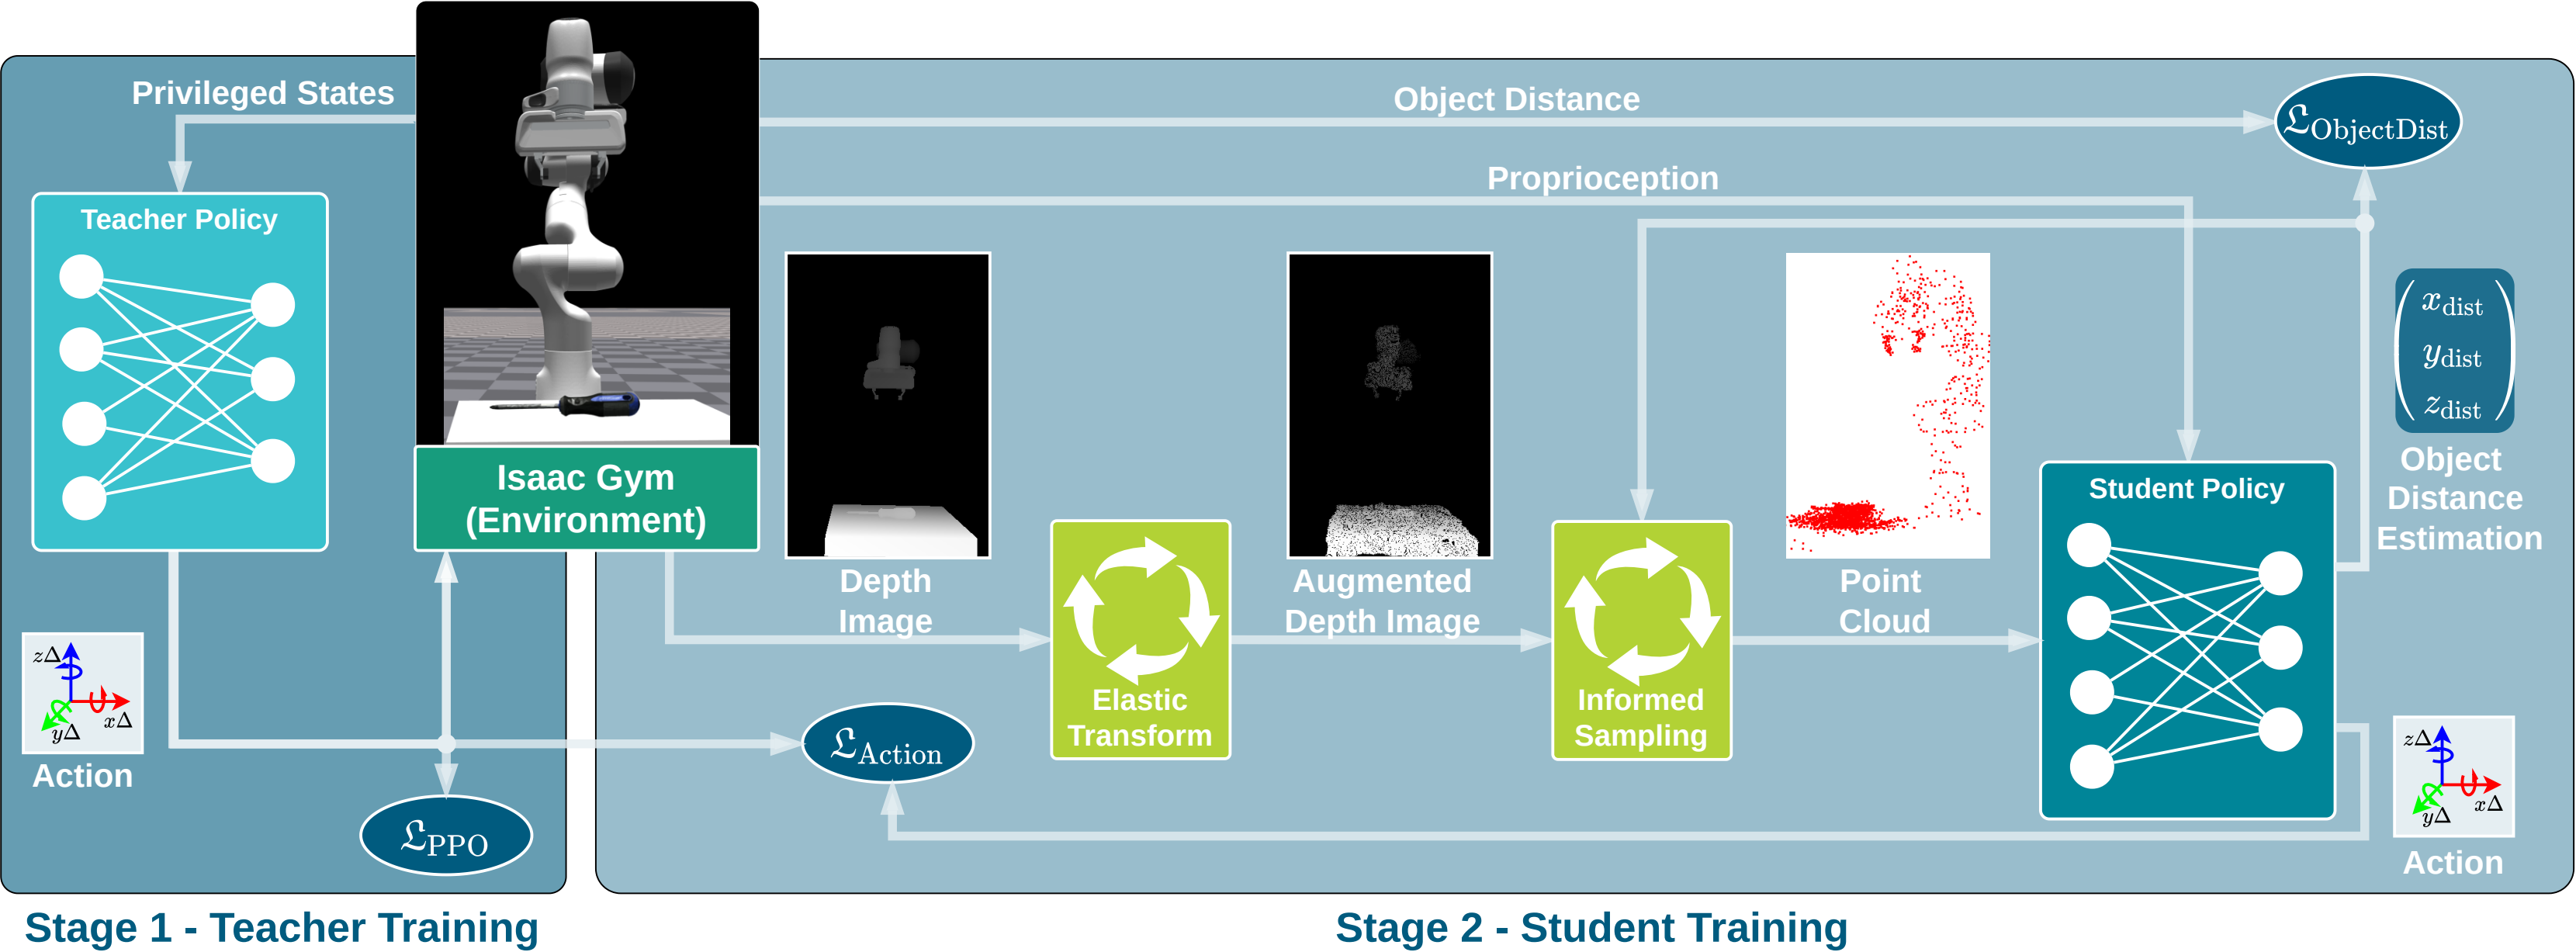 Privileged States
Object Distance
𝔏ObjectDist
Proprioception
Teacher Policy
Isaac Gym
(Environment)
Depth
Image
Elastic
Transform
Augmented
Depth Image
Informed
Sampling
Point
Cloud
Student Policy
xdist
ydist
zdist
Object
Distance
Estimation
zΔ
xΔ
yΔ
Action
𝔏PPO
𝔏Action
zΔ
xΔ
yΔ
Action
Stage 1 - Teacher Training
Stage 2 - Student Training